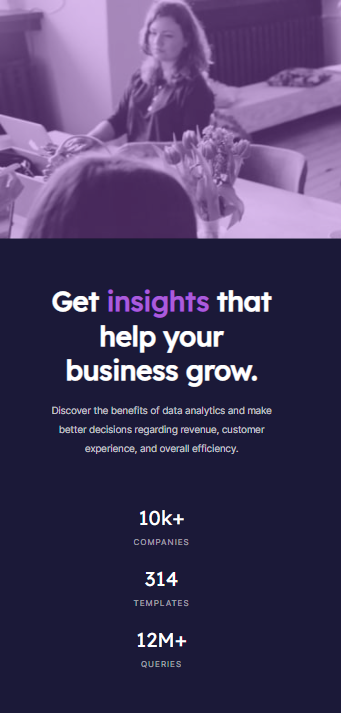 Get insights that
help your
business grow.
Discover the benefits of data analytics and make
better decisions regarding revenue, customer
experience, and overall efficiency.
10k+
COMPANIES
314
TEMPLATES
12M+
QUERIES